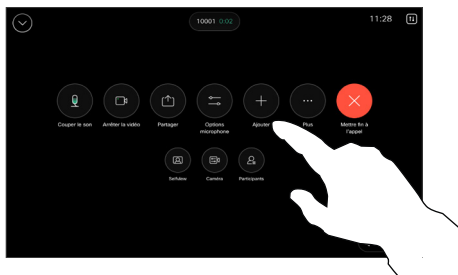 10001 0:02
11:28
Couper le son
Arrêter la vidéo
Partager
Options
microphone
Ajouter
Plus
Mettre fin à
l'appel
Selfview
Caméra
Participants